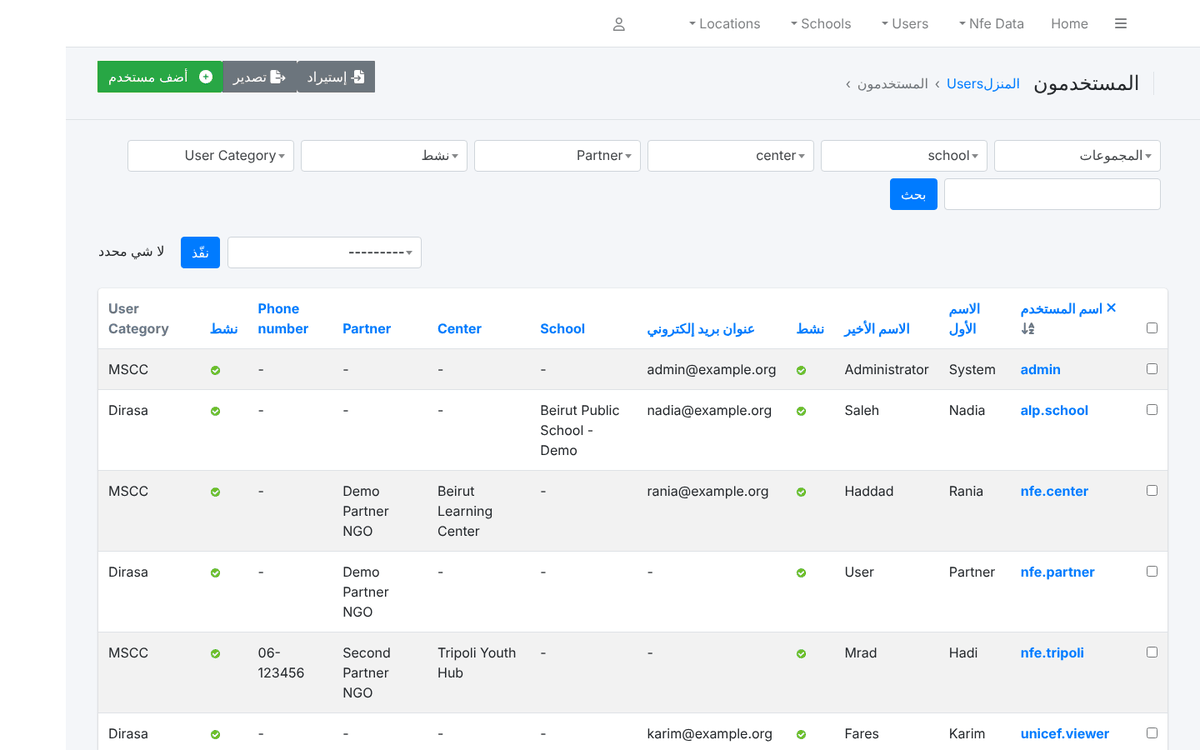 Home
Nfe Data
Users
Schools
Locations
المستخدمون
المنزلUsers › المستخدمون ›
إستيراد
تصدير
أضف مستخدم
المجموعات
school
center
Partner
نشط
User Category
بحث
---------
نفّذ
لا شي محدد
اسم المستخدم
الاسم الأول
الاسم الأخير
نشط
عنوان بريد إلكتروني
School
Center
Partner
Phone number
نشط
User Category
admin System Administrator admin@example.org - - - - MSCC
alp.school Nadia Saleh nadia@example.org Beirut Public School - Demo - - - Dirasa
nfe.center Rania Haddad rania@example.org - Beirut Learning Center Demo Partner NGO - MSCC
nfe.partner Partner User - - - Demo Partner NGO - Dirasa
nfe.tripoli Hadi Mrad - - Tripoli Youth Hub Second Partner NGO 06-123456 MSCC
unicef.viewer Karim Fares karim@example.org - - - - Dirasa